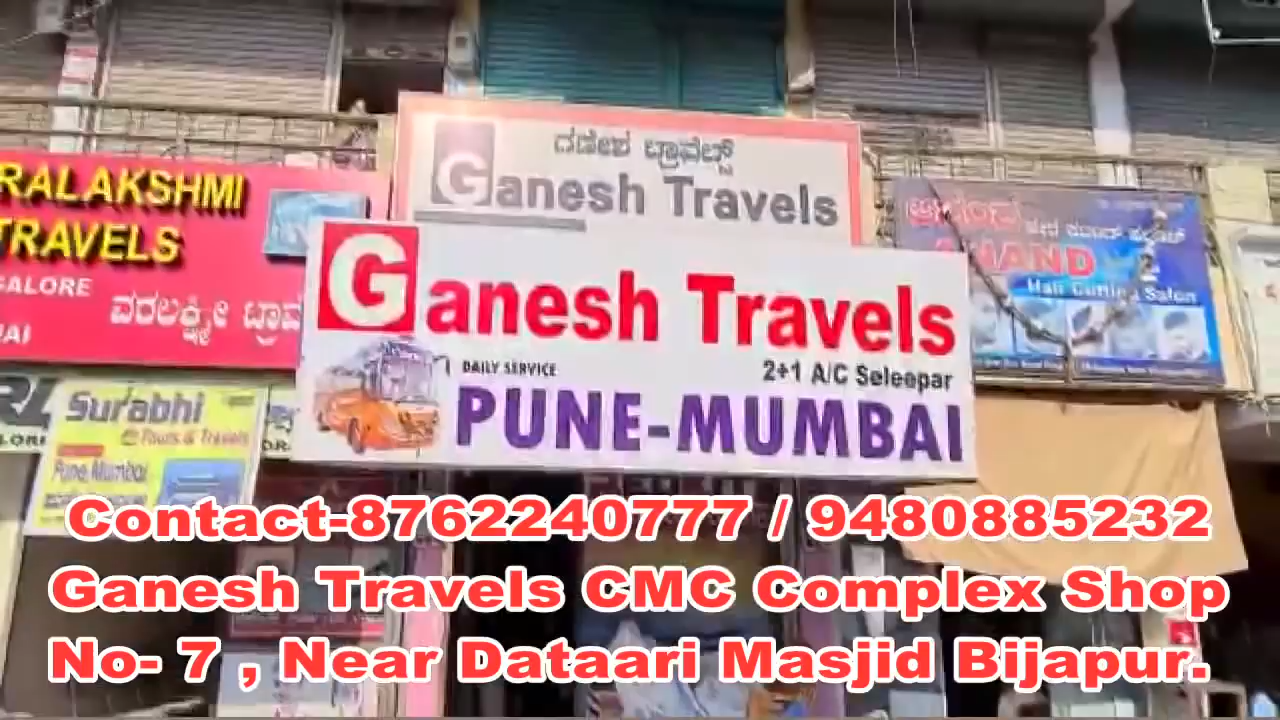 ಗಣೇಶ ಟ್ರಾವೆಲ್ಸ್
Ganesh Travels
RALAKSHMI
TRAVELS
GALORE
ವರಲಕ್ಷ್ಮೀ ಟ್ರಾವ
Ganesh Travels
DAILY SERVICE
2+1 A/C Seleepar
PUNE-MUMBAI
Hair Cutting Salon
Surabhi
Tours & Travels
Pune, Mumbai
Contact-8762240777 / 9480885232
Ganesh Travels CMC Complex Shop
No- 7 , Near Dataari Masjid Bijapur.